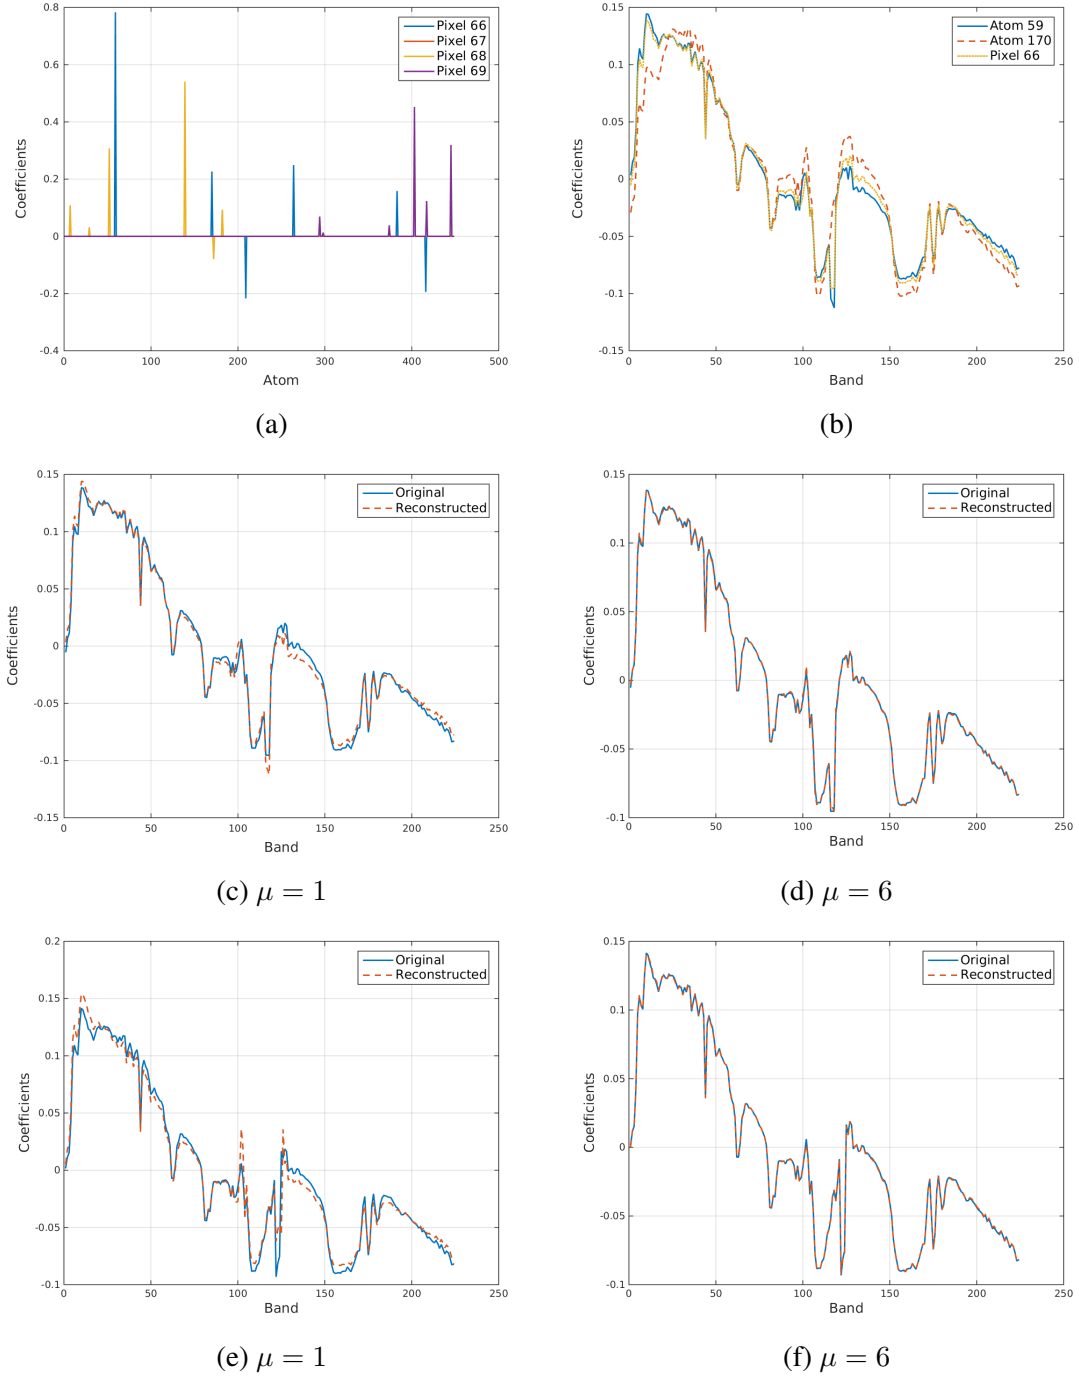 0.8
0.6
0.4
0.2
0
-0.2
-0.4
Coefficients
0 100 200 300 400 500
Atom
Pixel 66
Pixel 67
Pixel 68
Pixel 69
(a)
0.15
0.1
0.05
0
-0.05
-0.1
-0.15
Coefficients
0 50 100 150 200 250
Band
Atom 59
Atom 170
Pixel 66
(b)
0.15
0.1
0.05
0
-0.05
-0.1
-0.15
Coefficients
0 50 100 150 200 250
Band
Original
Reconstructed
(c) μ = 1
0.15
0.1
0.05
0
-0.05
-0.1
Coefficients
0 50 100 150 200 250
Band
Original
Reconstructed
(d) μ = 6
0.2
0.15
0.1
0.05
0
-0.05
-0.1
Coefficients
0 50 100 150 200 250
Band
Original
Reconstructed
(e) μ = 1
0.15
0.1
0.05
0
-0.05
-0.1
Coefficients
0 50 100 150 200 250
Band
Original
Reconstructed
(f) μ = 6